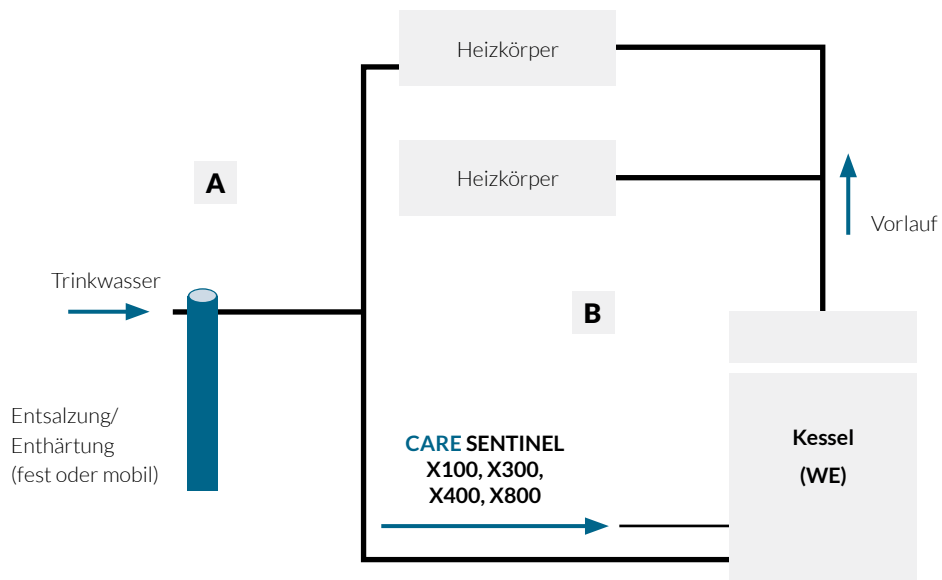 Heizkörper
Heizkörper
A
Vorlauf
Trinkwasser
B
Entsalzung/
Enthärtung
(fest oder mobil)
CARE SENTINEL
X100, X300,
X400, X800
Kessel
(WE)